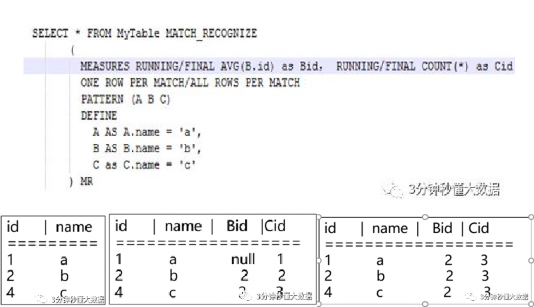 SELECT * FROM MyTable MATCH_RECOGNIZE
(
MEASURES RUNNING/FINAL AVG(B.id) as Bid， RUNNING/FINAL COUNT(*) as Cid
ONE ROW PER MATCH/ALL ROWS PER MATCH
PATTERN (A B C)
DEFINE
A AS A.name = 'a',
B AS B.name = 'b',
C as C.name = 'c'
) MR
3分钟秒懂大数据
id | name
=========
1 a
2 b
4 c
3分钟秒懂大数据
id | name | Bid |Cid
==================
1 a null 1
2 b 2 2
4 c 2 3
3分钟秒懂大数据
id | name | Bid | Cid
==================
1 a 2 3
2 b 2 3
4 c 2 3
3分钟秒懂大数据